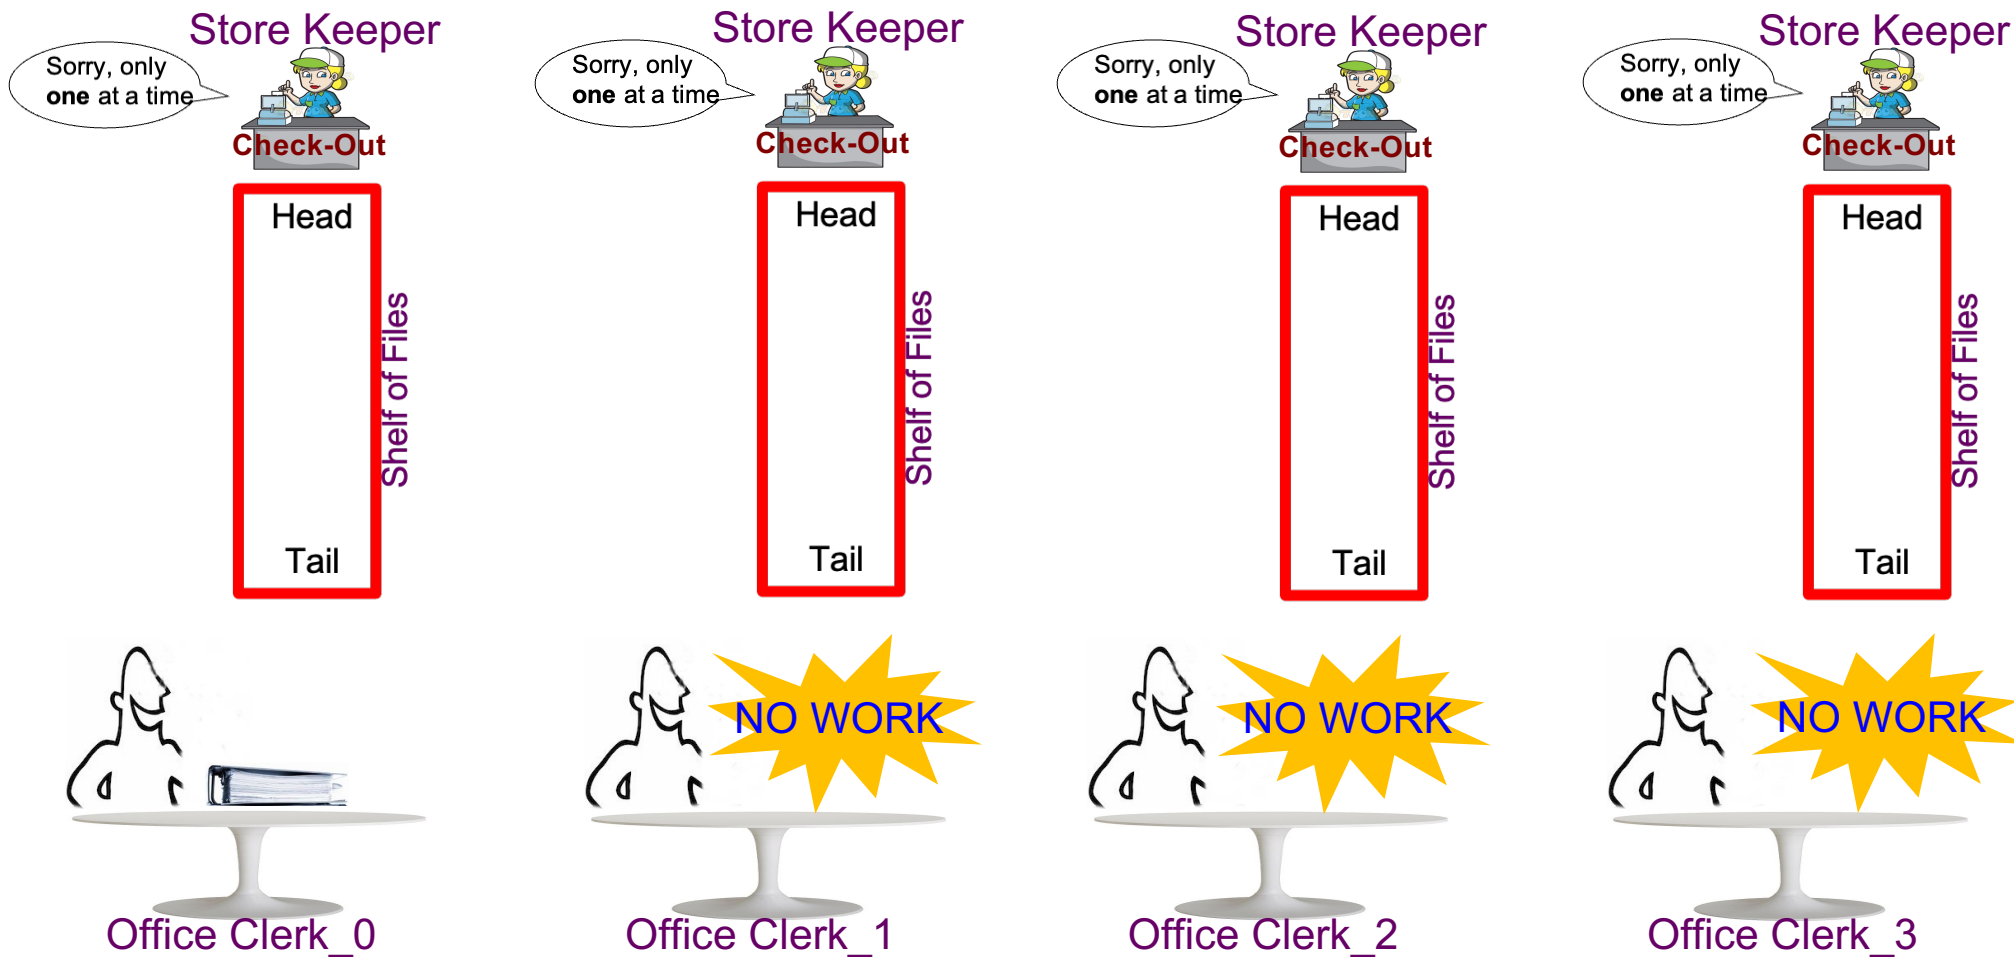 Store Keeper
Sorry, only
one at a time
Check-Out
Head
Shelf of Files
Tail
Office Clerk_0
Store Keeper
Sorry, only
one at a time
Check-Out
Head
Shelf of Files
Tail
NO WORK
Office Clerk_1
Store Keeper
Sorry, only
one at a time
Check-Out
Head
Shelf of Files
Tail
NO WORK
Office Clerk_2
Store Keeper
Sorry, only
one at a time
Check-Out
Head
Shelf of Files
Tail
NO WORK
Office Clerk_3